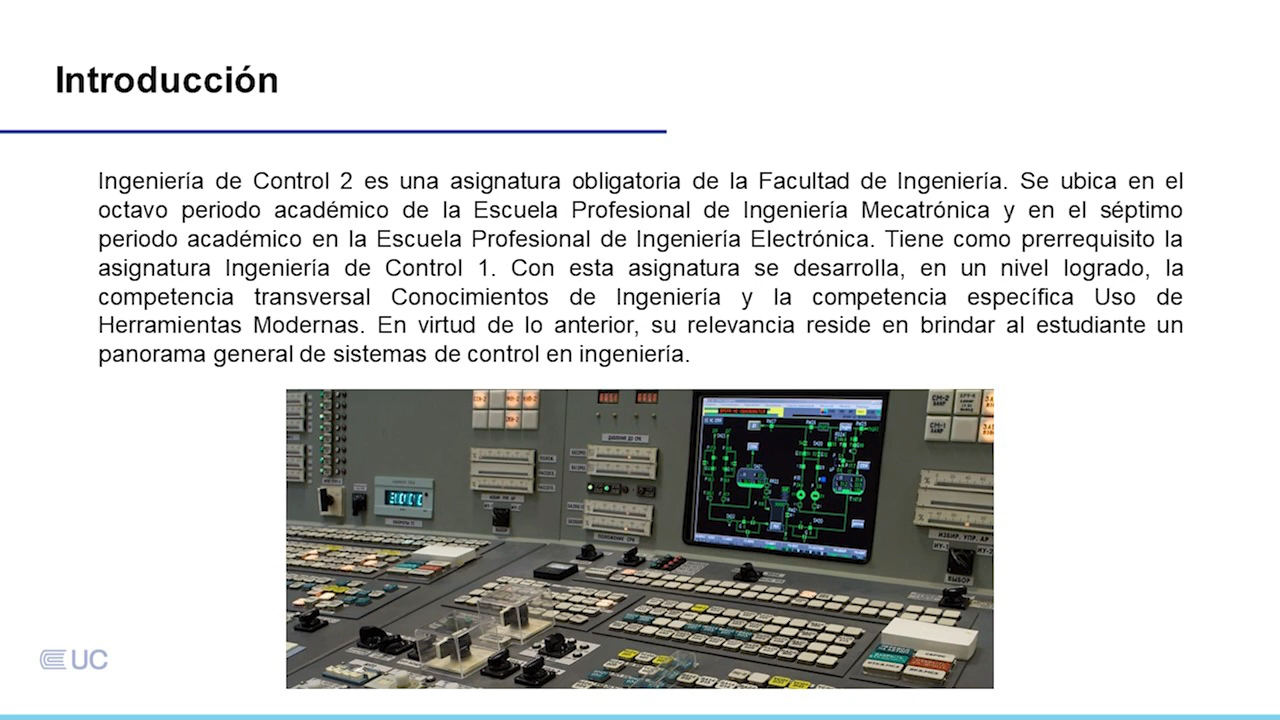 Introducción
Ingeniería de Control 2 es una asignatura obligatoria de la Facultad de Ingeniería. Se ubica en el
octavo periodo académico de la Escuela Profesional de Ingeniería Mecatrónica y en el séptimo
periodo académico en la Escuela Profesional de Ingeniería Electrónica. Tiene como prerrequisito la
asignatura Ingeniería de Control 1. Con esta asignatura se desarrolla, en un nivel logrado, la
competencia transversal Conocimientos de Ingeniería y la competencia específica Uso de
Herramientas Modernas. En virtud de lo anterior, su relevancia reside en brindar al estudiante un
panorama general de sistemas de control en ingeniería.
ИЗБИР. УПР. АР
ВЫБОР
UC